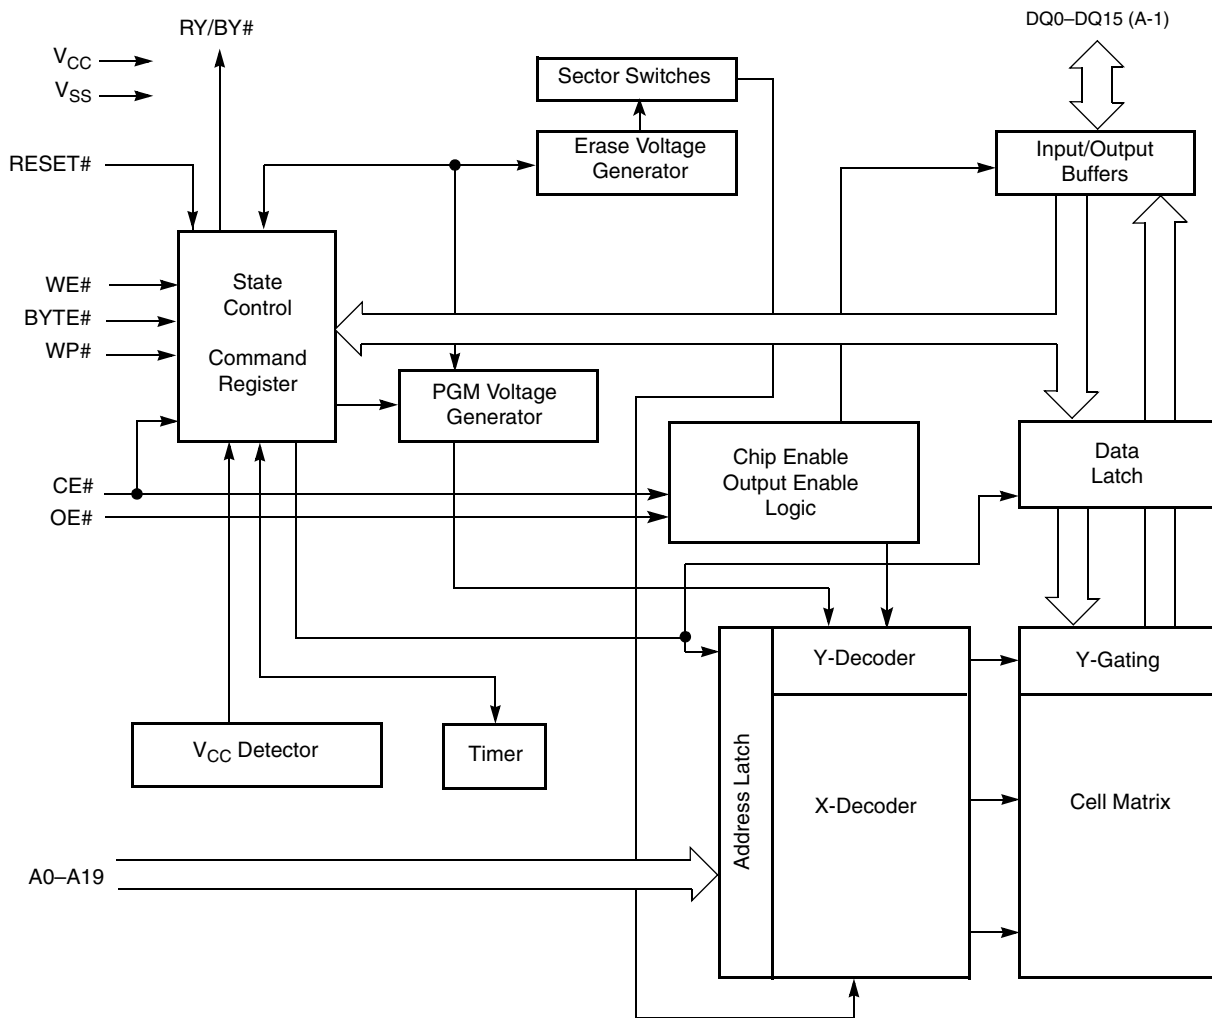 RY/BY#
DQ0–DQ15 (A-1)
VCC
VSS
Sector Switches
RESET#
Erase Voltage
Generator
Input/Output
Buffers
WE#
BYTE#
WP#
State
Control
Command
Register
PGM Voltage
Generator
CE#
OE#
Chip Enable
Output Enable
Logic
Data
Latch
Y-Decoder
Y-Gating
VCC Detector
Timer
Address Latch
X-Decoder
Cell Matrix
A0–A19